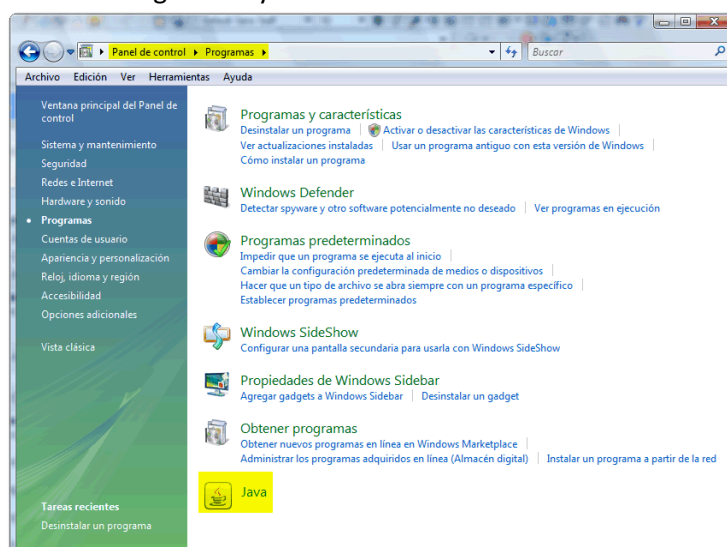 Panel de control Programas
Buscar
Archivo Edición Ver Herramientas Ayuda
Ventana principal del Panel de
control
Sistema y mantenimiento
Seguridad
Redes e Internet
Hardware y sonido
Programas
Cuentas de usuario
Apariencia y personalización
Reloj, idioma y región
Accesibilidad
Opciones adicionales
Vista clásica
Tareas recientes
Desinstalar un programa
Programas y características
Desinstalar un programa Activar o desactivar las características de Windows
Ver actualizaciones instaladas Usar un programa antiguo con esta versión de Windows
Cómo instalar un programa
Windows Defender
Detectar spyware y otro software potencialmente no deseado Ver programas en ejecución
Programas predeterminados
Impedir que un programa se ejecuta al inicio
Cambiar la configuración predeterminada de medios o dispositivos
Hacer que un tipo de archivo se abra siempre con un programa específico
Establecer programas predeterminados
Windows SideShow
Configurar una pantalla secundaria para usarla con Windows SideShow
Propiedades de Windows Sidebar
Agregar gadgets a Windows Sidebar Desinstalar un gadget
Obtener programas
Obtener nuevos programas en línea en Windows Marketplace
Administrar los programas adquiridos en línea (Almacén digital) Instalar un programa a partir de la red
Java